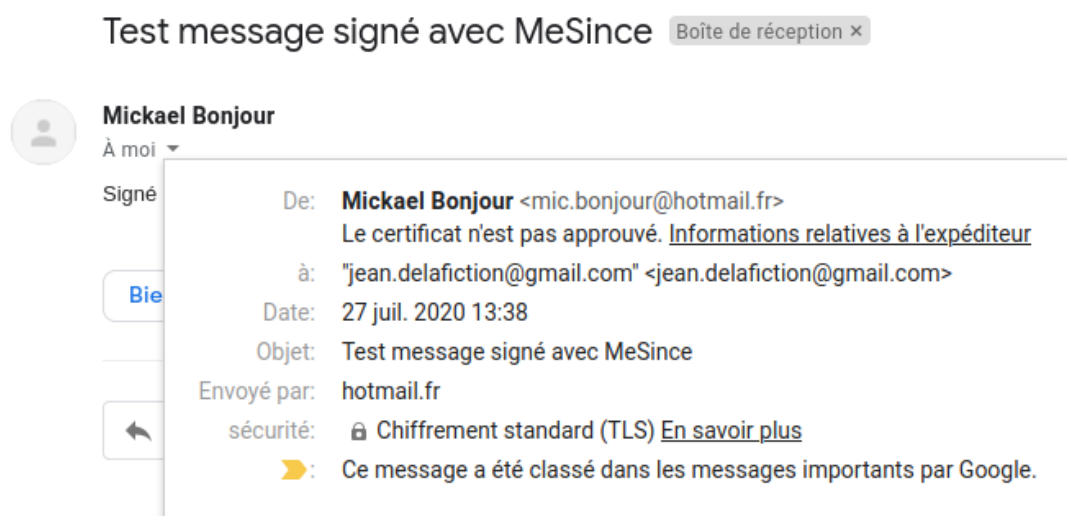 Test message signé avec MeSince Boîte de réception ×
Mickael Bonjour
À moi
Signé
De: Mickael Bonjour <mic.bonjour@hotmail.fr>
Le certificat n'est pas approuvé. Informations relatives à l'expéditeur
à: "jean.delafiction@gmail.com" <jean.delafiction@gmail.com>
Bie
Date: 27 juil. 2020 13:38
Objet: Test message signé avec MeSince
Envoyé par: hotmail.fr
sécurité: Chiffrement standard (TLS) En savoir plus
: Ce message a été classé dans les messages importants par Google.